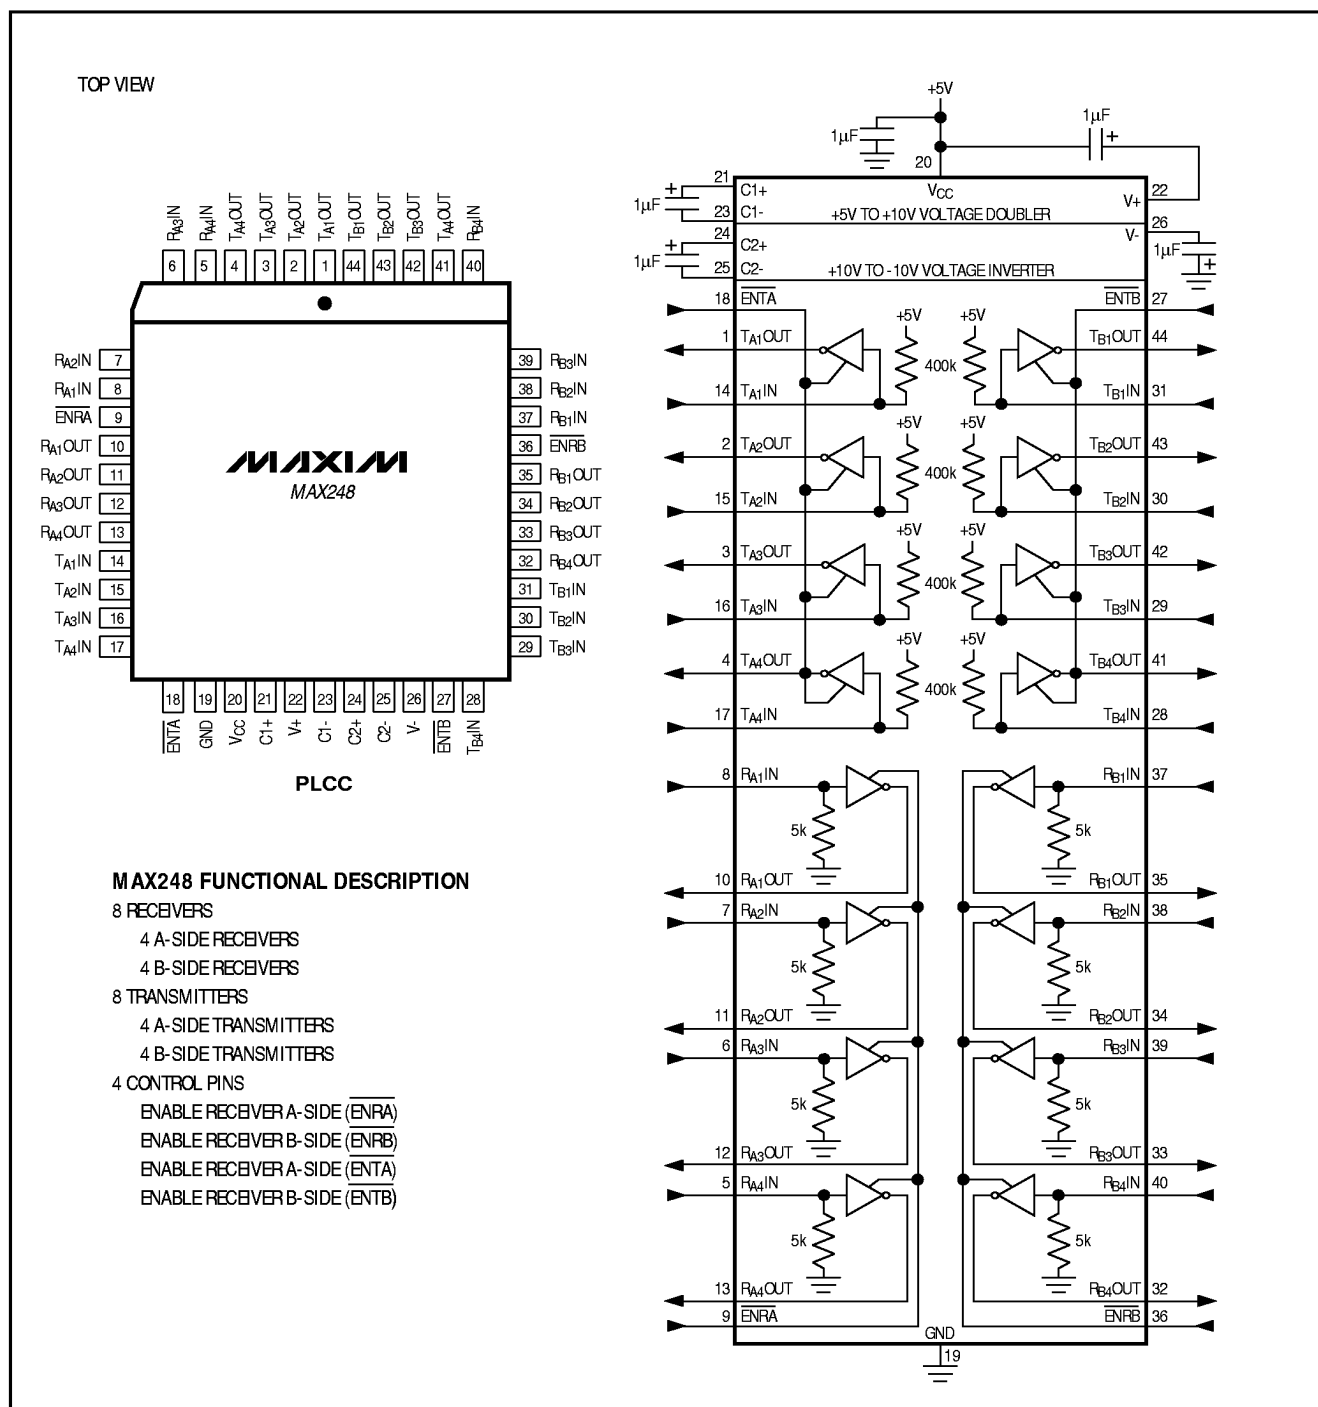 TOP VIEW
RA3IN
RA4IN
TA4OUT
TA3OUT
TA2OUT
TA1OUT
TB1OUT
TB2OUT
TB3OUT
TA4OUT
RB4IN
6 5 4 3 2 1 44 43 42 41 40
RA2IN 7
RA1IN 8
ENRA 9
RA1OUT 10
RA2OUT 11
RA3OUT 12
RA4OUT 13
TA1IN 14
TA2IN 15
TA3IN 16
TA4IN 17
MAXIM
MAX248
39 RB3IN
38 RB2IN
37 RB1IN
36 ENRB
35 RB1OUT
34 RB2OUT
33 RB3OUT
32 RB4OUT
31 TB1IN
30 TB2IN
29 TB3IN
18 19 20 21 22 23 24 25 26 27 28
ENTA
GND
VCC
C1+
V+
C1-
C2+
C2-
V-
ENTB
TB4IN
PLCC
MAX248 FUNCTIONAL DESCRIPTION
8 RECEIVERS
4 A-SIDE RECEIVERS
4 B-SIDE RECEIVERS
8 TRANSMITTERS
4 A-SIDE TRANSMITTERS
4 B-SIDE TRANSMITTERS
4 CONTROL PINS
ENABLE RECEIVER A-SIDE (ENRA)
ENABLE RECEIVER B-SIDE (ENRB)
ENABLE RECEIVER A-SIDE (ENTA)
ENABLE RECEIVER B-SIDE (ENTB)
+5V
1µF
1µF +
20
VCC
21 C1+
+ 1µF
23 C1-
+5V TO +10V VOLTAGE DOUBLER
V+ 22
V- 26
1µF +
24 C2+
+ 1µF
25 C2-
+10V TO -10V VOLTAGE INVERTER
18 ENTA ENTB 27
+5V +5V
1 TA1OUT TB1OUT 44
400k
14 TA1IN TB1IN 31
+5V +5V
2 TA2OUT TB2OUT 43
400k
15 TA2IN TB2IN 30
+5V +5V
3 TA3OUT TB3OUT 42
400k
16 TA3IN TB3IN 29
+5V +5V
4 TA4OUT TB4OUT 41
400k
17 TA4IN TB4IN 28
8 RA1IN RB1IN 37
5k 5k
10 RA1OUT RB1OUT 35
7 RA2IN RB2IN 38
5k 5k
11 RA2OUT RB2OUT 34
6 RA3IN RB3IN 39
5k 5k
12 RA3OUT RB3OUT 33
5 RA4IN RB4IN 40
5k 5k
13 RA4OUT RB4OUT 32
9 ENRA ENRB 36
GND
19